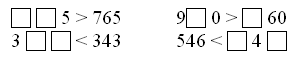 □ □ 5 > 765 9 □ 0 > □ 60
3 □ □ < 343 546 < □ 4 □